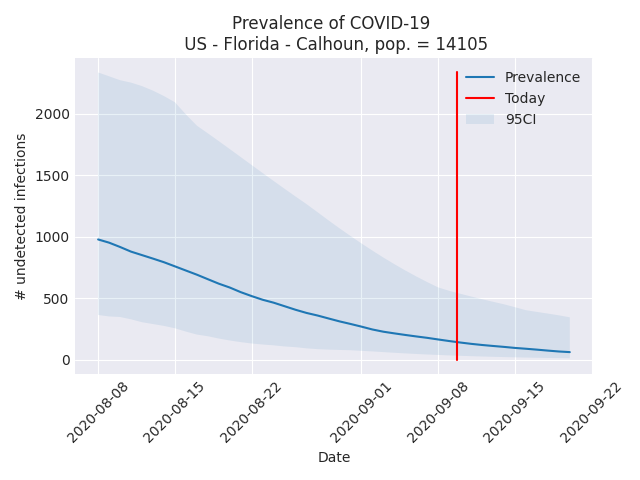 Prevalence of COVID-19
US - Florida - Calhoun, pop. = 14105
Prevalence
Today
95CI
# undetected infections
2000
1500
1000
500
0
2020-08-08
2020-08-15
2020-08-22
2020-09-01
2020-09-08
2020-09-15
2020-09-22
Date